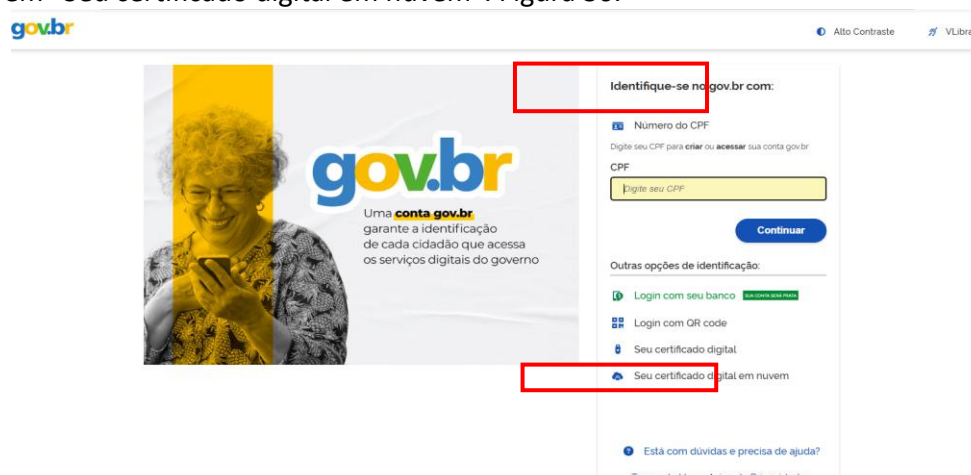 em “Seu certificado digital em nuvem”. Figura 30.
gov.br
Alto Contraste
VLibra
Identifique-se no gov.br com:
Número do CPF
Digite seu CPF para criar ou acessar sua conta gov.br
CPF
Digite seu CPF
Continuar
gov.br
Uma conta gov.br
garante a identificação
de cada cidadão que acessa
os serviços digitais do governo
Outras opções de identificação:
Login com seu banco SUA CONTA SERÁ PRATA
Login com QR code
Seu certificado digital
Seu certificado digital em nuvem
Está com dúvidas e precisa de ajuda?